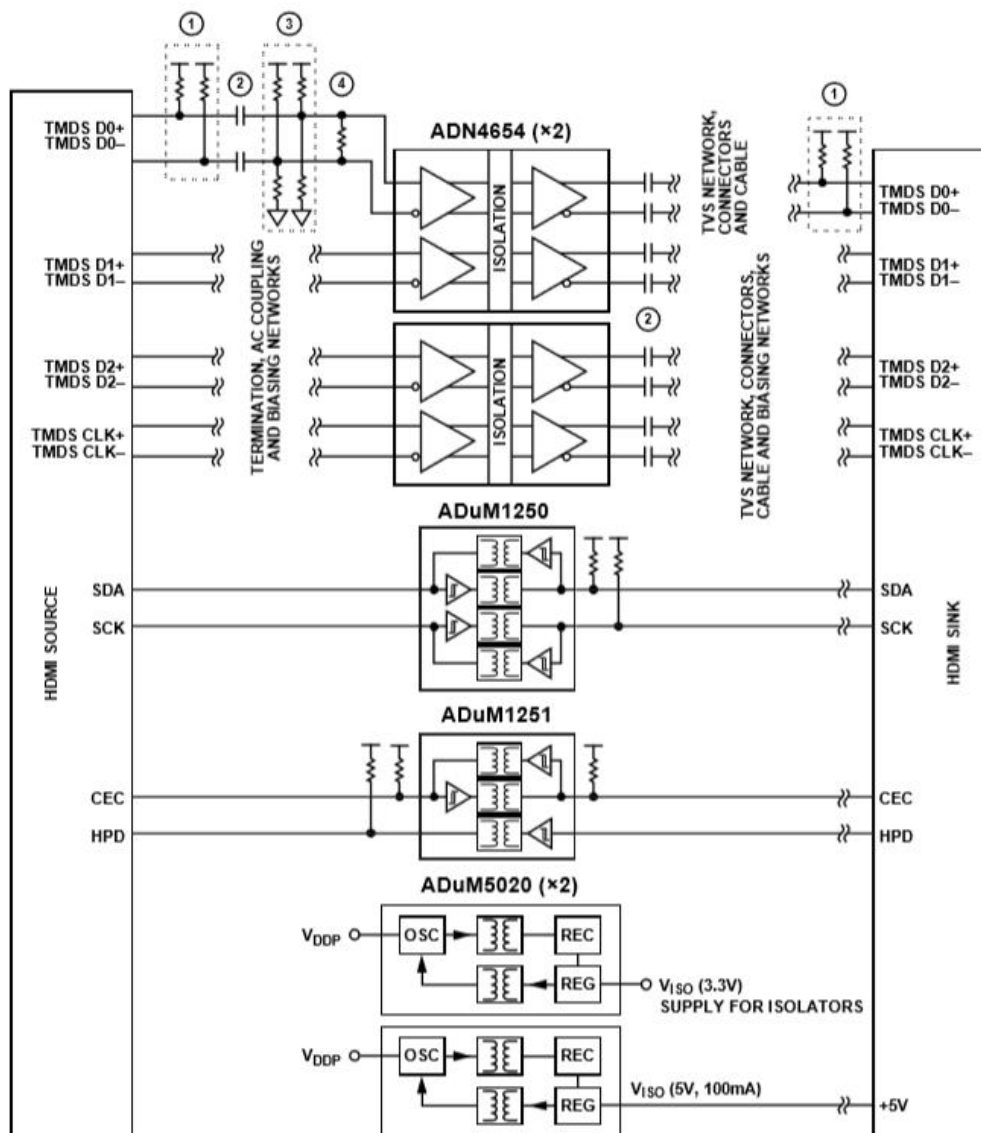 ①
②
③
④
①
TMDS D0+
TMDS D0–
ADN4654 (×2)
ISOLATION
TVS NETWORK,
CONNECTORS
AND CABLE
TMDS D0+
TMDS D0–
TMDS D1+
TMDS D1–
TERMINATION, AC COUPLING
AND BIASING NETWORKS
②
TVS NETWORK, CONNECTORS,
CABLE AND BIASING NETWORKS
TMDS D1+
TMDS D1–
TMDS D2+
TMDS D2–
ISOLATION
TMDS D2+
TMDS D2–
TMDS CLK+
TMDS CLK–
TMDS CLK+
TMDS CLK–
HDMI SOURCE
ADuM1250
HDMI SINK
SDA
SDA
SCK
SCK
ADuM1251
CEC
CEC
HPD
HPD
ADuM5020 (×2)
VDDP
OSC
REC
REG
VISO (3.3V)
SUPPLY FOR ISOLATORS
VDDP
OSC
REC
REG
VISO (5V, 100mA)
+5V